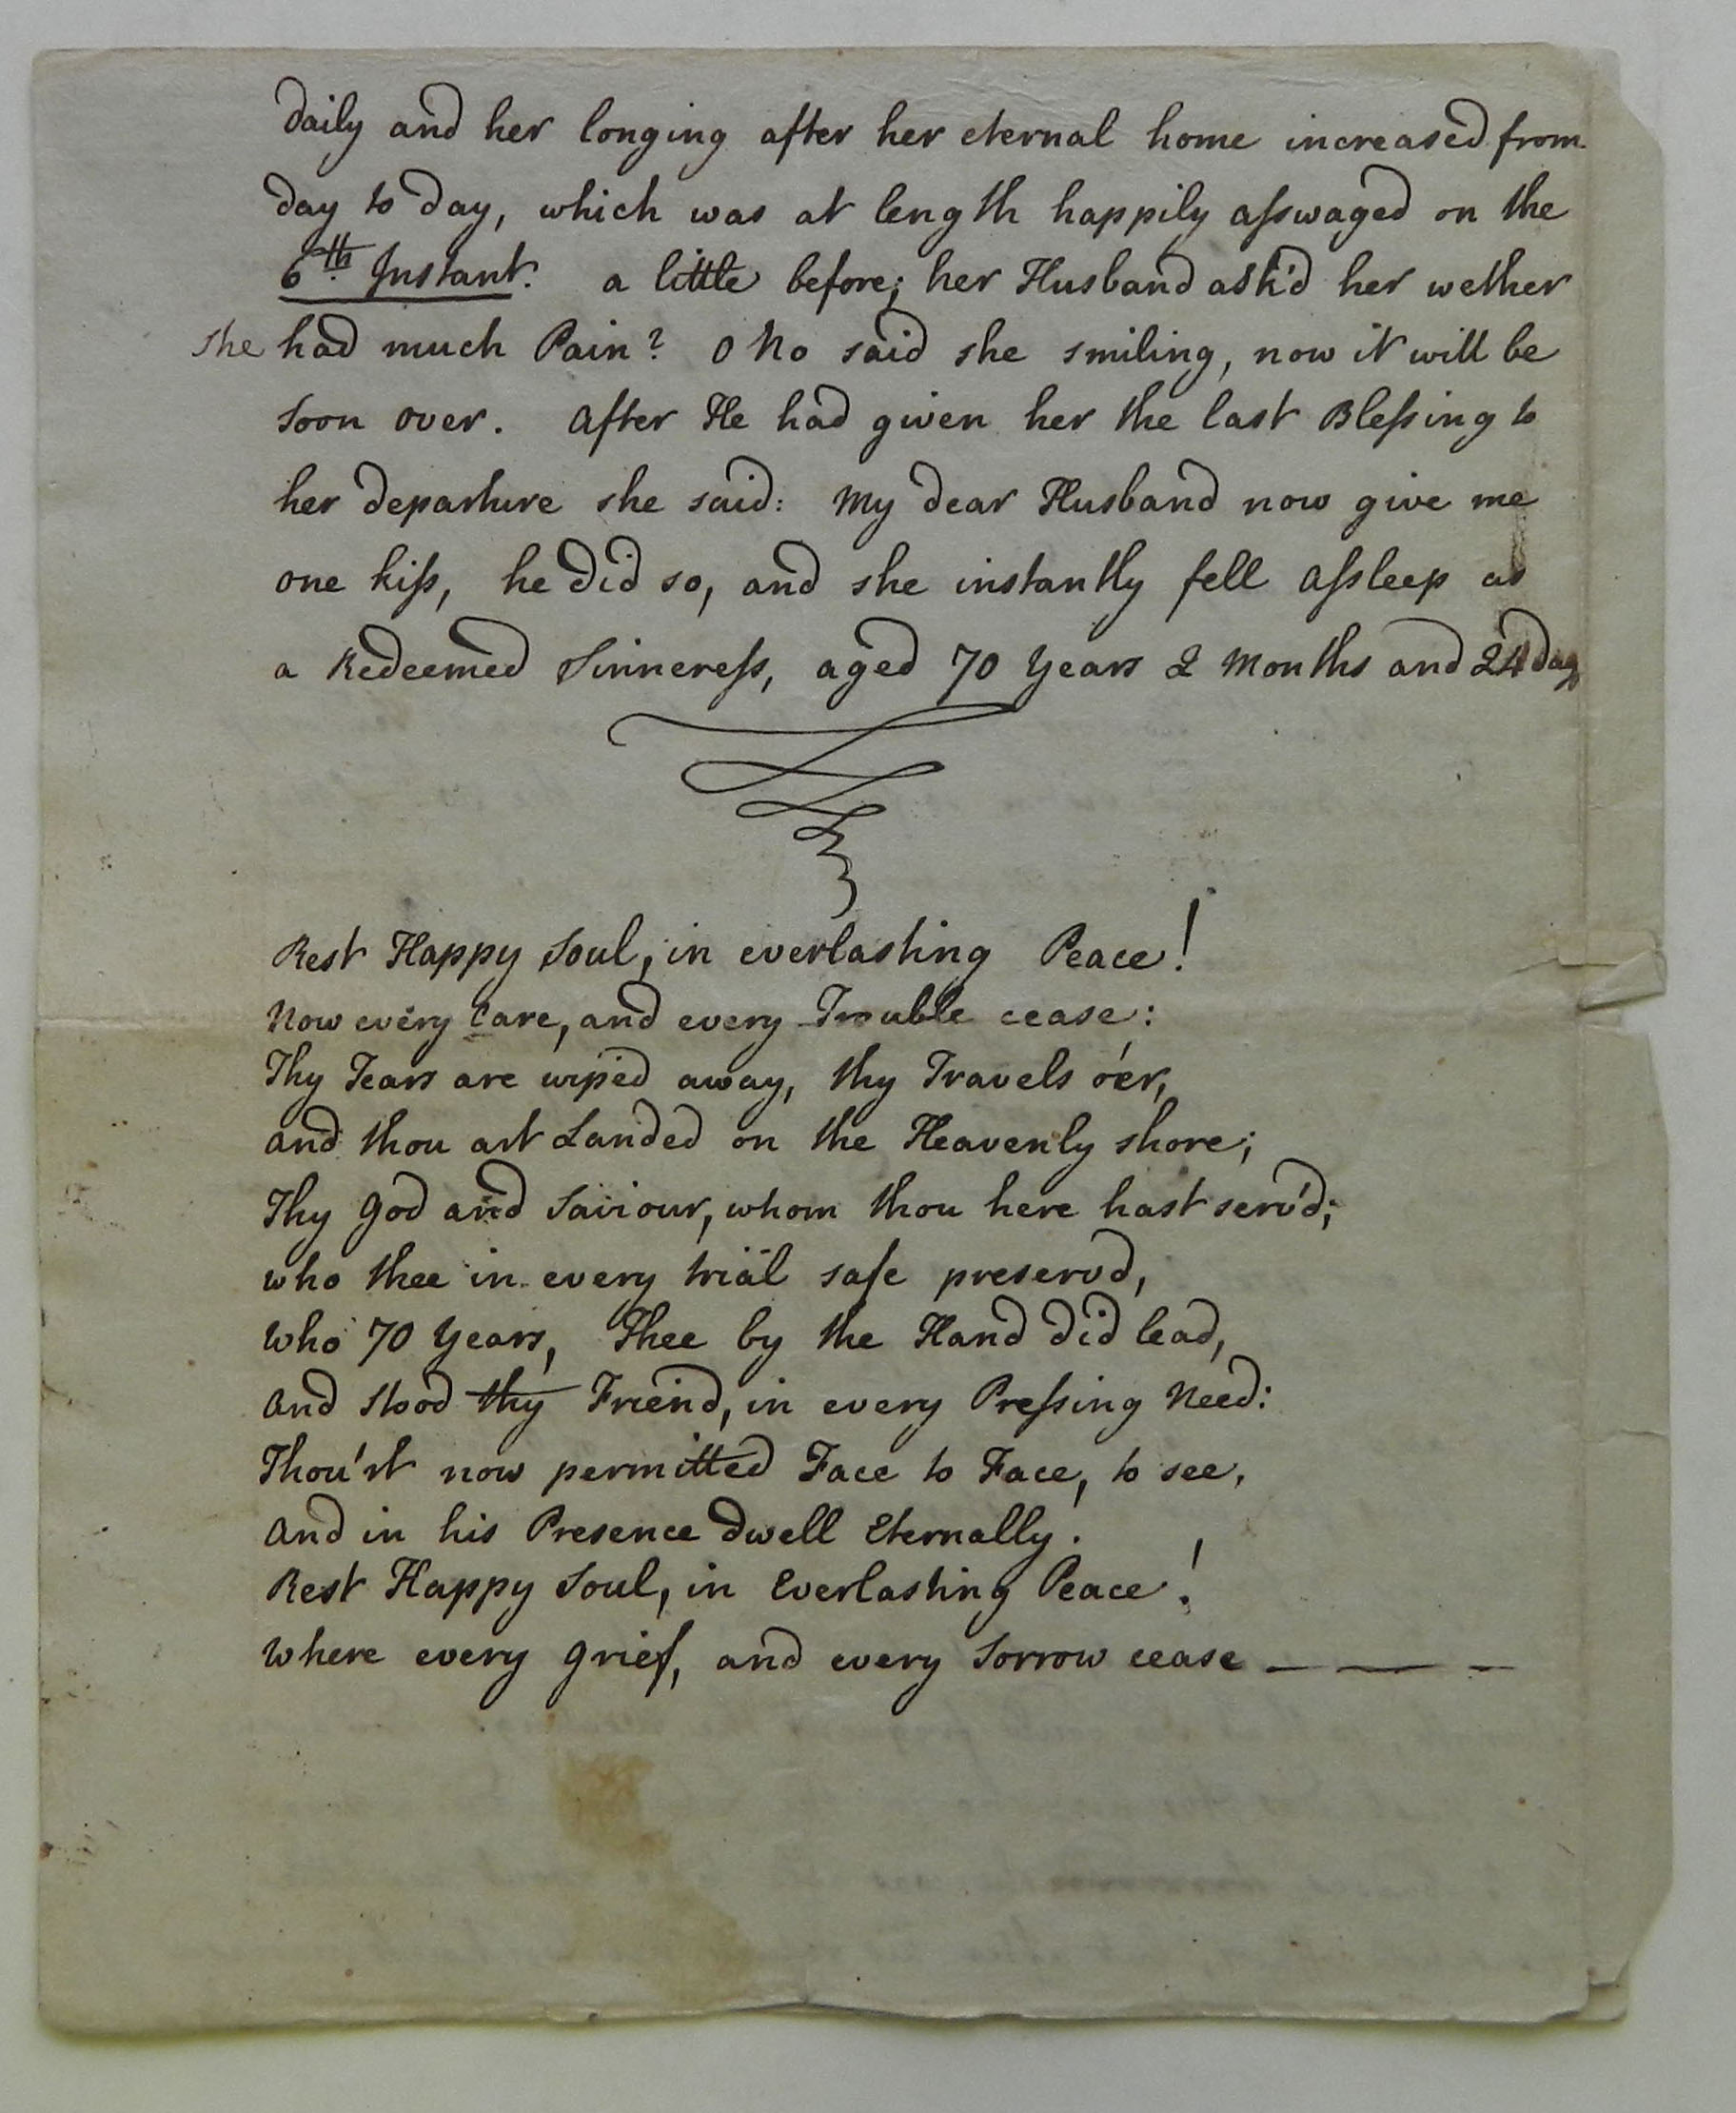 daily and her longing after her eternal home increased from
day to day, which was at length happily aſswaged on the
6th. Instant. a little before; her Husband ask'd her wether
she had much Pain? O No said she smiling, now it will be
soon over. After He had given her the last Bleſsing to
her departure she said: My dear Husband now give me
one kiſs, he did so, and she instantly fell aſsleep as
a Redeemed Sinnereſs, aged 70 Years 2 Months and 24 days
Rest Happy Soul, in everlasting Peace!
Now every Care, and every Trouble cease:
Thy Tears are wiped away, thy Travels o'er,
and thou art Landed on the Heavenly shore;
Thy God and Saviour, whom thou here hast serv'd;
who thee in every trial safe preserv'd,
Who 70 Years, Thee by the Hand did lead,
And stood thy Friend, in every Preſsing Need:
Thou'rt now permitted Face to Face, to see,
And in his Presence dwell Eternally.
Rest Happy Soul, in Everlasting Peace!
Where every grief, and every Sorrow cease — — —